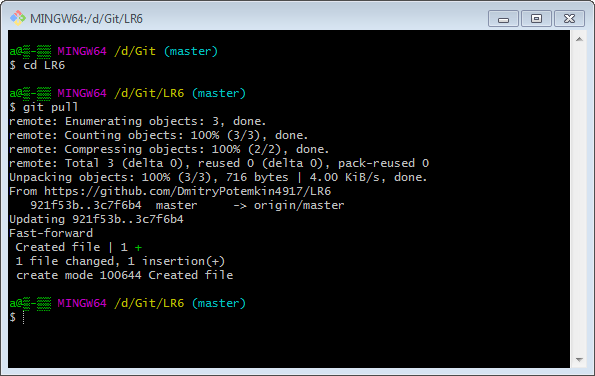 MINGW64:/d/Git/LR6
a@▒-▒▒ MINGW64 /d/Git (master)
$ cd LR6
a@▒-▒▒ MINGW64 /d/Git/LR6 (master)
$ git pull
remote: Enumerating objects: 3, done.
remote: Counting objects: 100% (3/3), done.
remote: Compressing objects: 100% (2/2), done.
remote: Total 3 (delta 0), reused 0 (delta 0), pack-reused 0
Unpacking objects: 100% (3/3), 716 bytes | 4.00 KiB/s, done.
From https://github.com/DmitryPotemkin4917/LR6
   921f53b..3c7f6b4  master     -> origin/master
Updating 921f53b..3c7f6b4
Fast-forward
 Created file | 1 +
 1 file changed, 1 insertion(+)
 create mode 100644 Created file
a@▒-▒▒ MINGW64 /d/Git/LR6 (master)
$